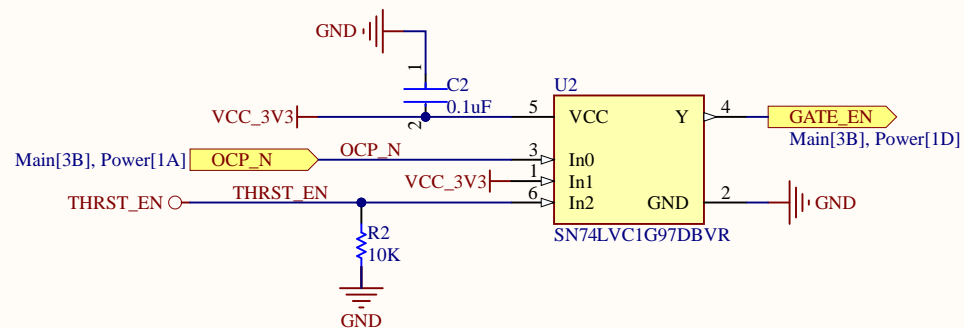 GND
1
C2
0.1uF
2
VCC_3V3
U2
5
VCC
Y
4
GATE_EN
Main[3B], Power[1D]
Main[3B], Power[1A]
OCP_N
OCP_N
3
In0
VCC_3V3
1
In1
THRST_EN
THRST_EN
6
In2
GND
2
GND
SN74LVC1G97DBVR
R2
10K
GND